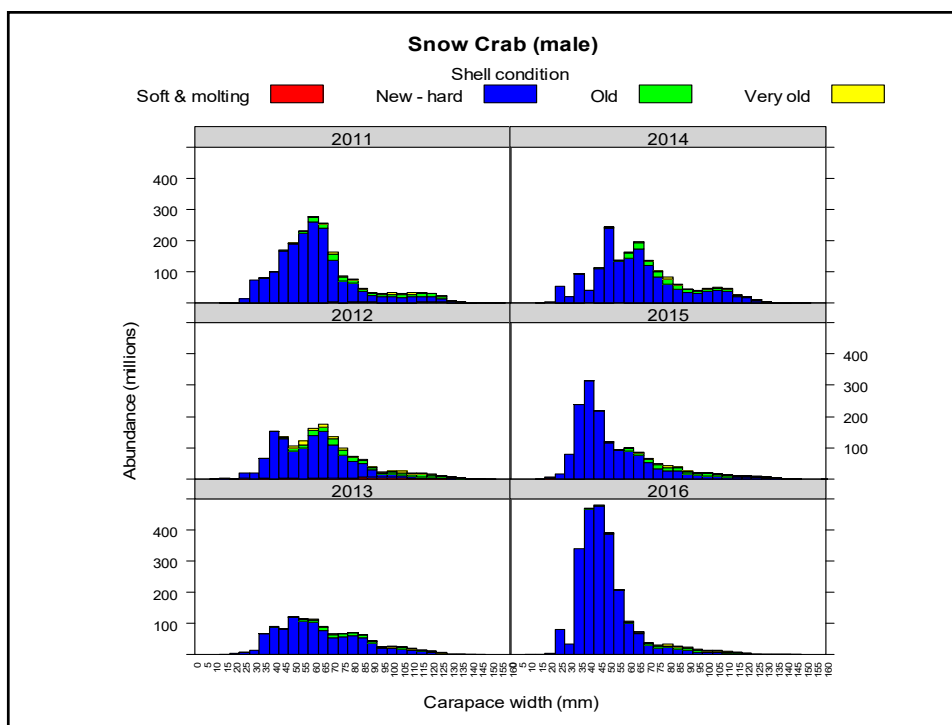 Snow Crab (male)
Shell condition
Soft & molting New - hard Old Very old
2011 2014
400
300
200
100
2012 2015
400
300
200
100
400
300
200
100
2013 2016
400
300
200
100
Abundance (millions)
0 5 10 15 20 25 30 35 40 45 50 55 60 65 70 75 80 85 90 95 100 105 110 115 120 125 130 135 140 145 150 155 160
0 5 10 15 20 25 30 35 40 45 50 55 60 65 70 75 80 85 90 95 100 105 110 115 120 125 130 135 140 145 150 155 160
Carapace width (mm)